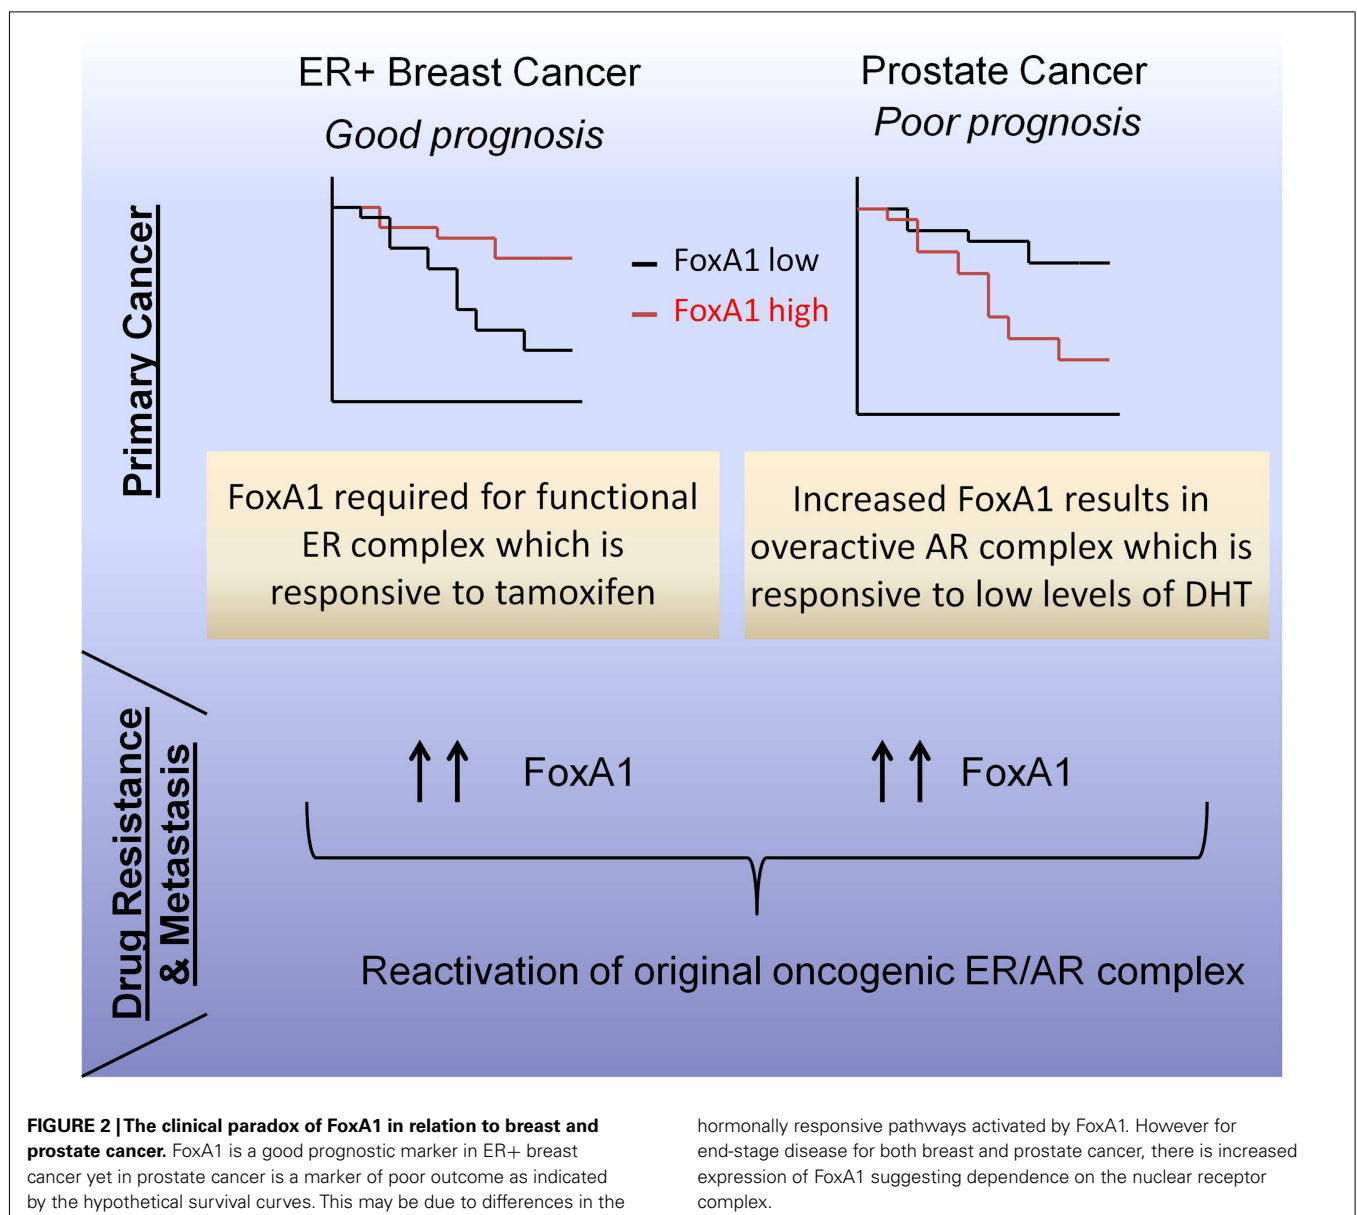 ER+ Breast Cancer
Good prognosis
Prostate Cancer
Poor prognosis
Primary Cancer
FoxA1 low
FoxA1 high
FoxA1 required for functional
ER complex which is
responsive to tamoxifen
Increased FoxA1 results in
overactive AR complex which is
responsive to low levels of DHT
Drug Resistance
& Metastasis
↑↑ FoxA1
↑↑ FoxA1
Reactivation of original oncogenic ER/AR complex
FIGURE 2 | The clinical paradox of FoxA1 in relation to breast and
prostate cancer. FoxA1 is a good prognostic marker in ER+ breast
cancer yet in prostate cancer is a marker of poor outcome as indicated
by the hypothetical survival curves. This may be due to differences in the
hormonally responsive pathways activated by FoxA1. However for
end-stage disease for both breast and prostate cancer, there is increased
expression of FoxA1 suggesting dependence on the nuclear receptor
complex.